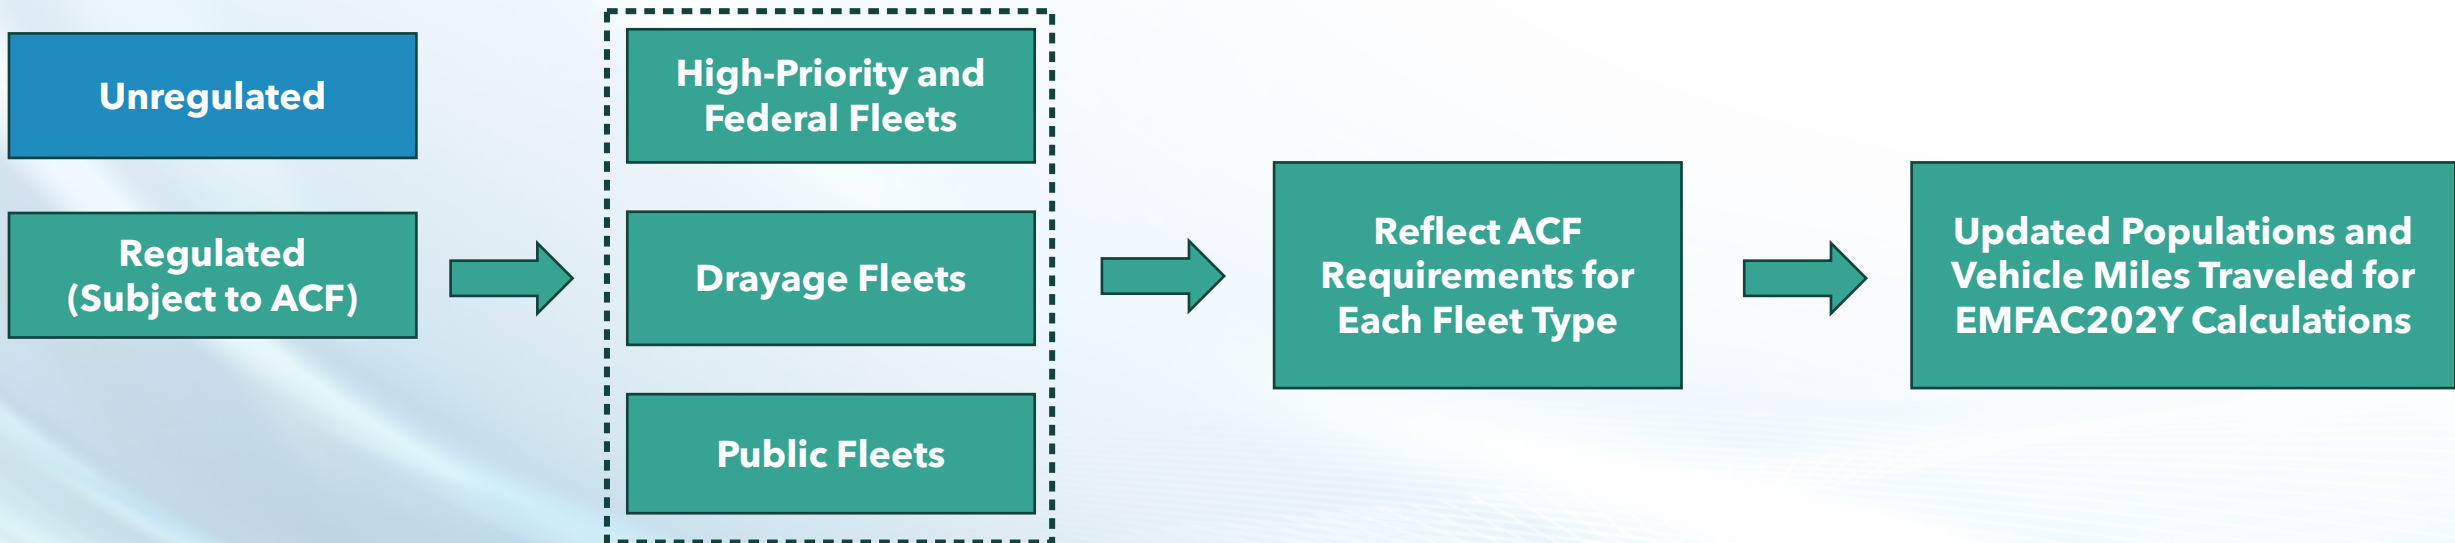 Unregulated
Regulated
(Subject to ACF)
High-Priority and
Federal Fleets
Drayage Fleets
Public Fleets
Reflect ACF
Requirements for
Each Fleet Type
Updated Populations and
Vehicle Miles Traveled for
EMFAC202Y Calculations